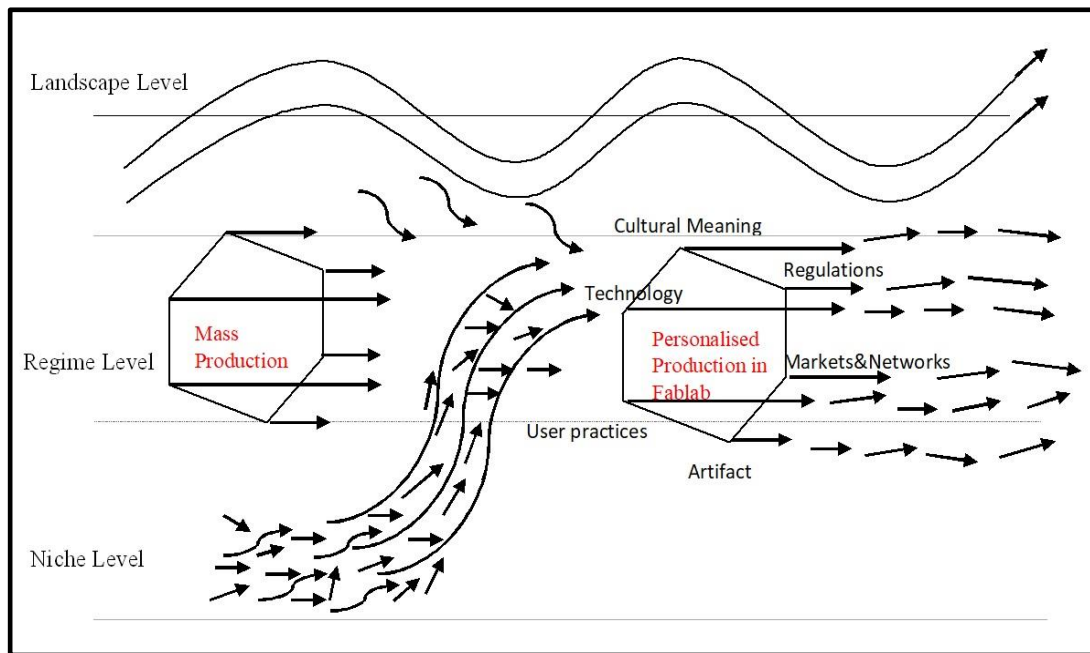 Landscape Level
Cultural Meaning
Regulations
Technology
Mass
Production
Personalised
Production in
Fablab
Regime Level
Markets&Networks
User practices
Artifact
Niche Level